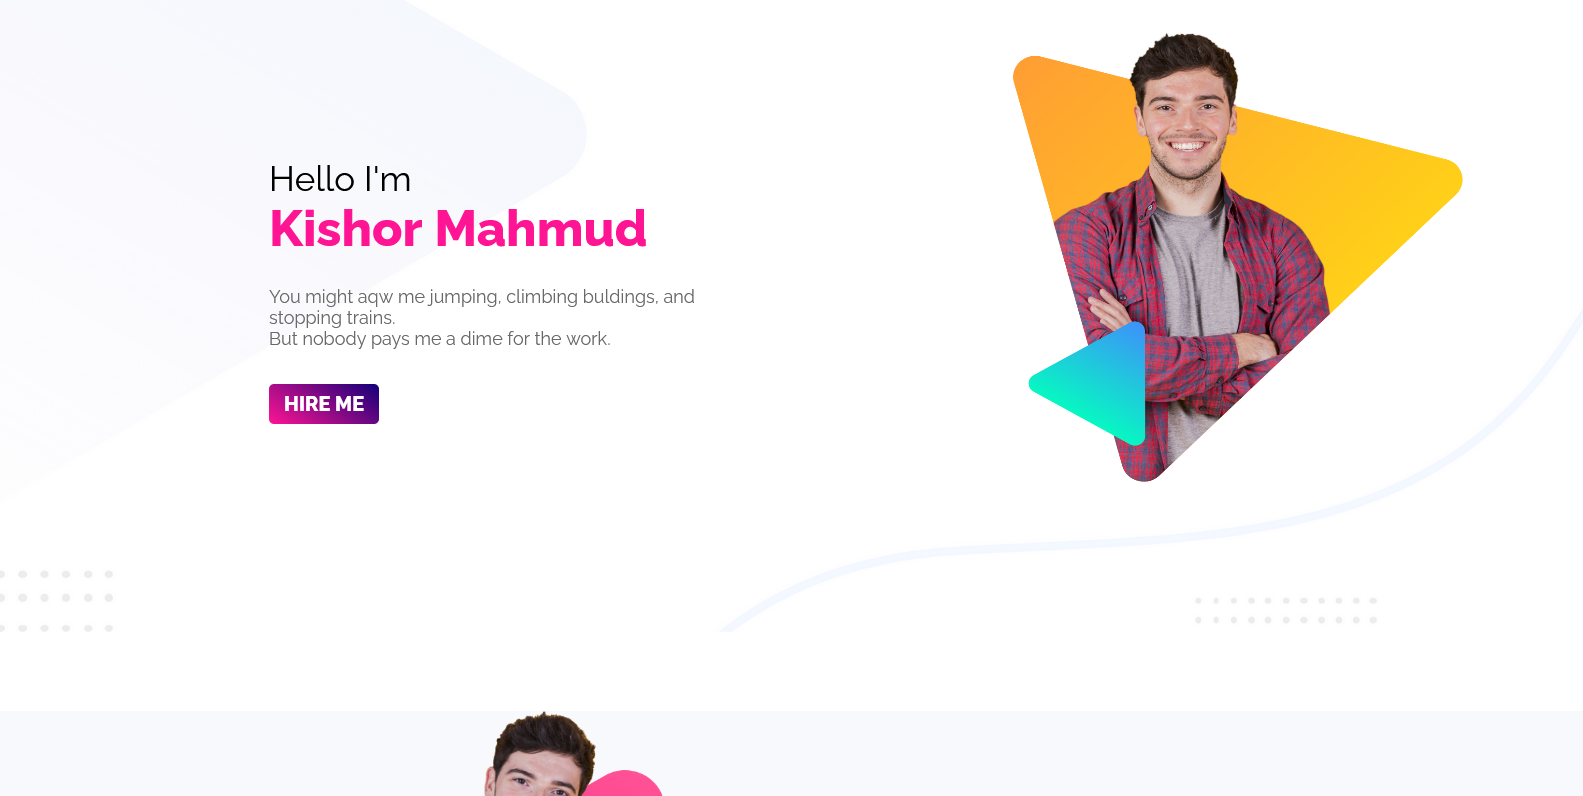 Hello I'm
Kishor Mahmud
You might aqw me jumping, climbing buldings, and
stopping trains.
But nobody pays me a dime for the work.
HIRE ME